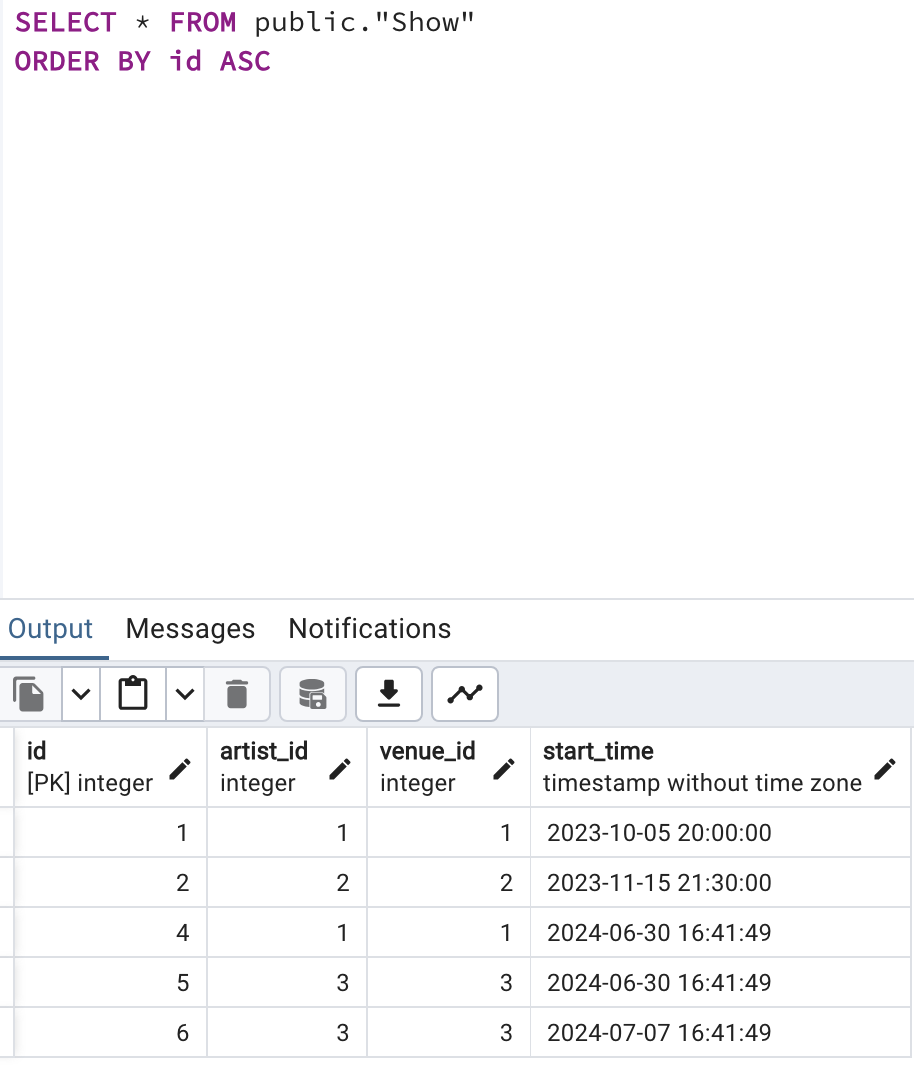 SELECT * FROM public."Show"
ORDER BY id ASC
Output Messages Notifications
id artist_id venue_id start_time
[PK] integer integer integer timestamp without time zone
1 1 1 2023-10-05 20:00:00
2 2 2 2023-11-15 21:30:00
4 1 1 2024-06-30 16:41:49
5 3 3 2024-06-30 16:41:49
6 3 3 2024-07-07 16:41:49